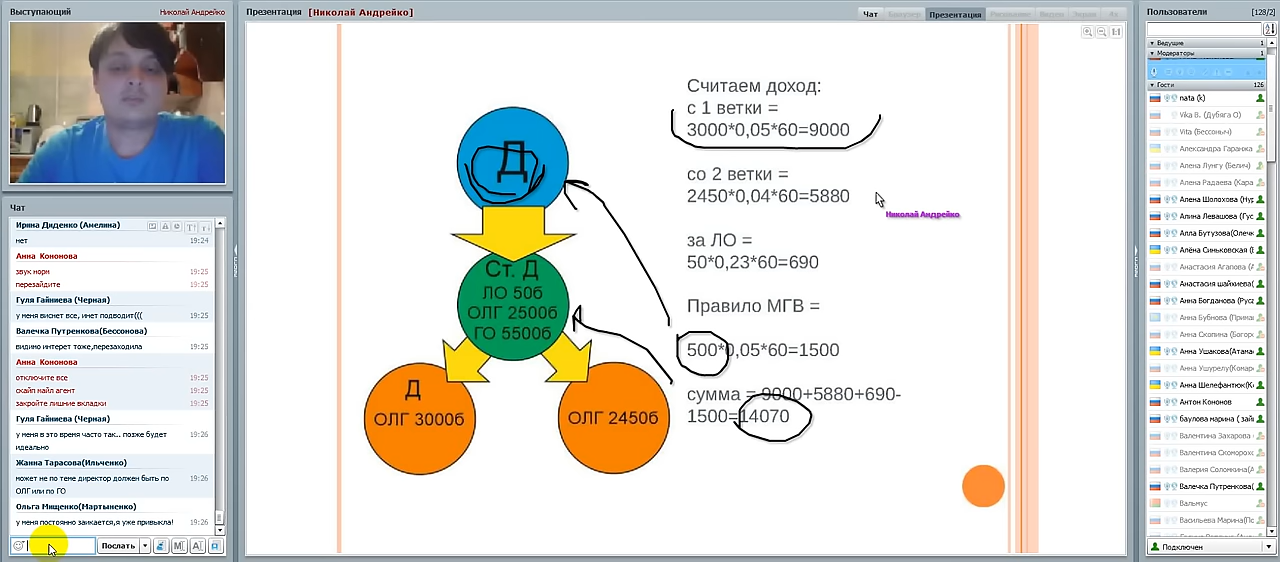 Выступающий
Николай Андрейко
Чат
Ирина Диденко (Амелина)
нет
19:24
Анна Кононова
звук норм
19:25
перезайдите
19:25
Гуля Гайниева (Черная)
у меня виснет все, инет подводит(((
19:25
Валечка Путренкова(Бессонова)
видимо интерет тоже,перезаходила
19:25
Анна Кононова
отключите все
19:25
скайп майл агент
19:25
закройте лишние вкладки
19:25
Гуля Гайниева (Черная)
у меня в это время часто так.. позже будет
19:26
идеально
Жанна Тарасова(Ильченко)
может не по теме директор должен быть по
19:26
ОЛГ или по ГО
Ольга Мищенко(Мартыненко)
у меня постоянно заикается,я уже привыкла!
19:26
Послать
Презентация [Николай Андрейко]
Чат
Презентация
Д
Ст. Д
ЛО 50б
ОЛГ 2500б
ГО 5500б
Д
ОЛГ 3000б
ОЛГ 2450б
Считаем доход:
с 1 ветки =
3000*0,05*60=9000
со 2 ветки =
2450*0,04*60=5880
за ЛО =
50*0,23*60=690
Правило МГВ =
500*0,05*60=1500
сумма = 9000+5880+690-
1500=14070
Николай Андрейко
Пользователи
[128/2]
Ведущие
1
Модераторы
1
Гости
126
nata (k)
Vika B. (Дубяга О)
Vita (Бессоныч)
Александра Гаранжа
Алена Лунгу (Белич)
Алена Радаева (Кара
Алена Шолохова (Нур
Алина Левашова (Гус
Алла Бутузова(Олечк
Алёна Синьковская (Б
Анастасия Агапова (А
Анастасия шайхиева(
Анна Богданова (Русс
Анна Бубнова (Прима
Анна Скопина (Богор
Анна Ушакова(Атана
Анна Ушурелу(Комар
Анна Шелефантюк(К
Антон Кононов
баулова марина ( зай
Валентина Захарова
Валентина Скоморохо
Валерия Соломкина(А
Валечка Путренкова(
Вальмус
Васильева Марина(П
Подключен